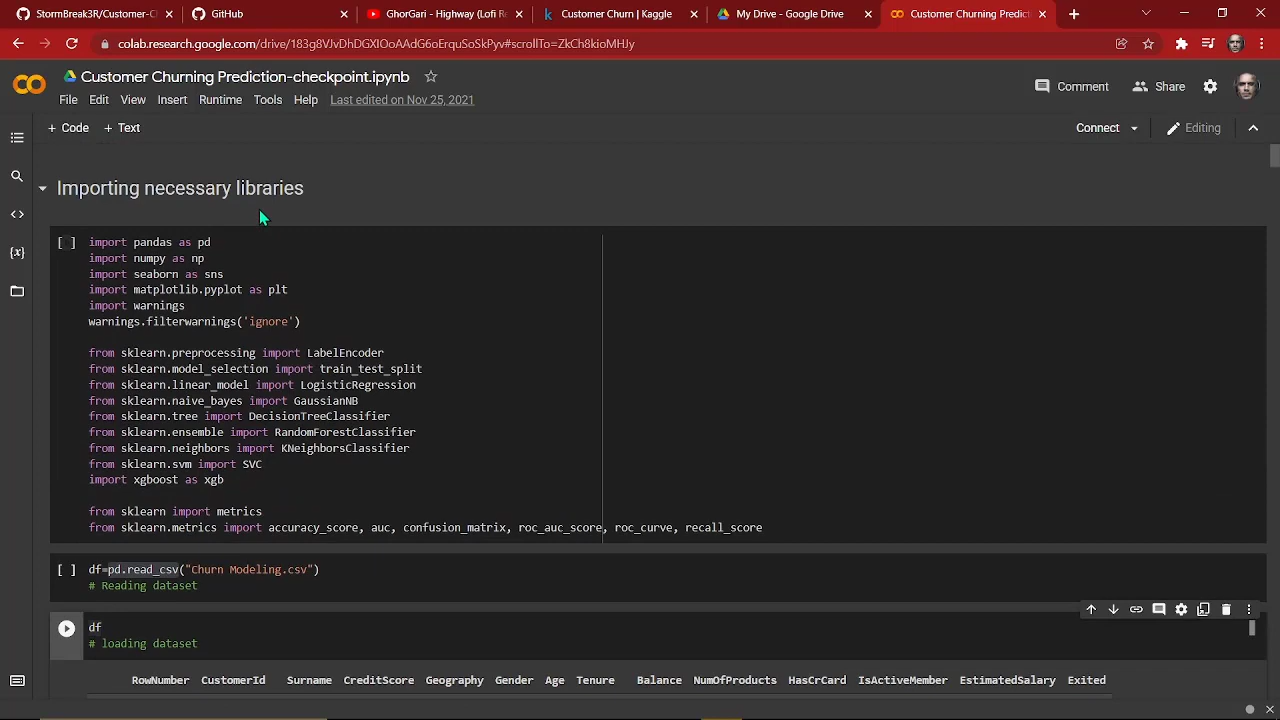 StormBreak3R/Customer-C
GitHub
GhorGari - Highway (Lofi Re
Customer Churn | Kaggle
My Drive - Google Drive
Customer Churning Predicti
colab.research.google.com/drive/183g8VJvDhDGXIOoAAdG6oErquSoSkPyv#scrollTo=ZkCh8kioMHJy
Customer Churning Prediction-checkpoint.ipynb
Comment
Share
File Edit View Insert Runtime Tools Help Last edited on Nov 25, 2021
+ Code + Text
Connect
Editing
Importing necessary libraries
[ ] import pandas as pd
import numpy as np
import seaborn as sns
import matplotlib.pyplot as plt
import warnings
warnings.filterwarnings('ignore')
from sklearn.preprocessing import LabelEncoder
from sklearn.model_selection import train_test_split
from sklearn.linear_model import LogisticRegression
from sklearn.naive_bayes import GaussianNB
from sklearn.tree import DecisionTreeClassifier
from sklearn.ensemble import RandomForestClassifier
from sklearn.neighbors import KNeighborsClassifier
from sklearn.svm import SVC
import xgboost as xgb
from sklearn import metrics
from sklearn.metrics import accuracy_score, auc, confusion_matrix, roc_auc_score, roc_curve, recall_score
[ ] df=pd.read_csv("Churn Modeling.csv")
# Reading dataset
df
# loading dataset
RowNumber CustomerId Surname CreditScore Geography Gender Age Tenure Balance NumOfProducts HasCrCard IsActiveMember EstimatedSalary Exited